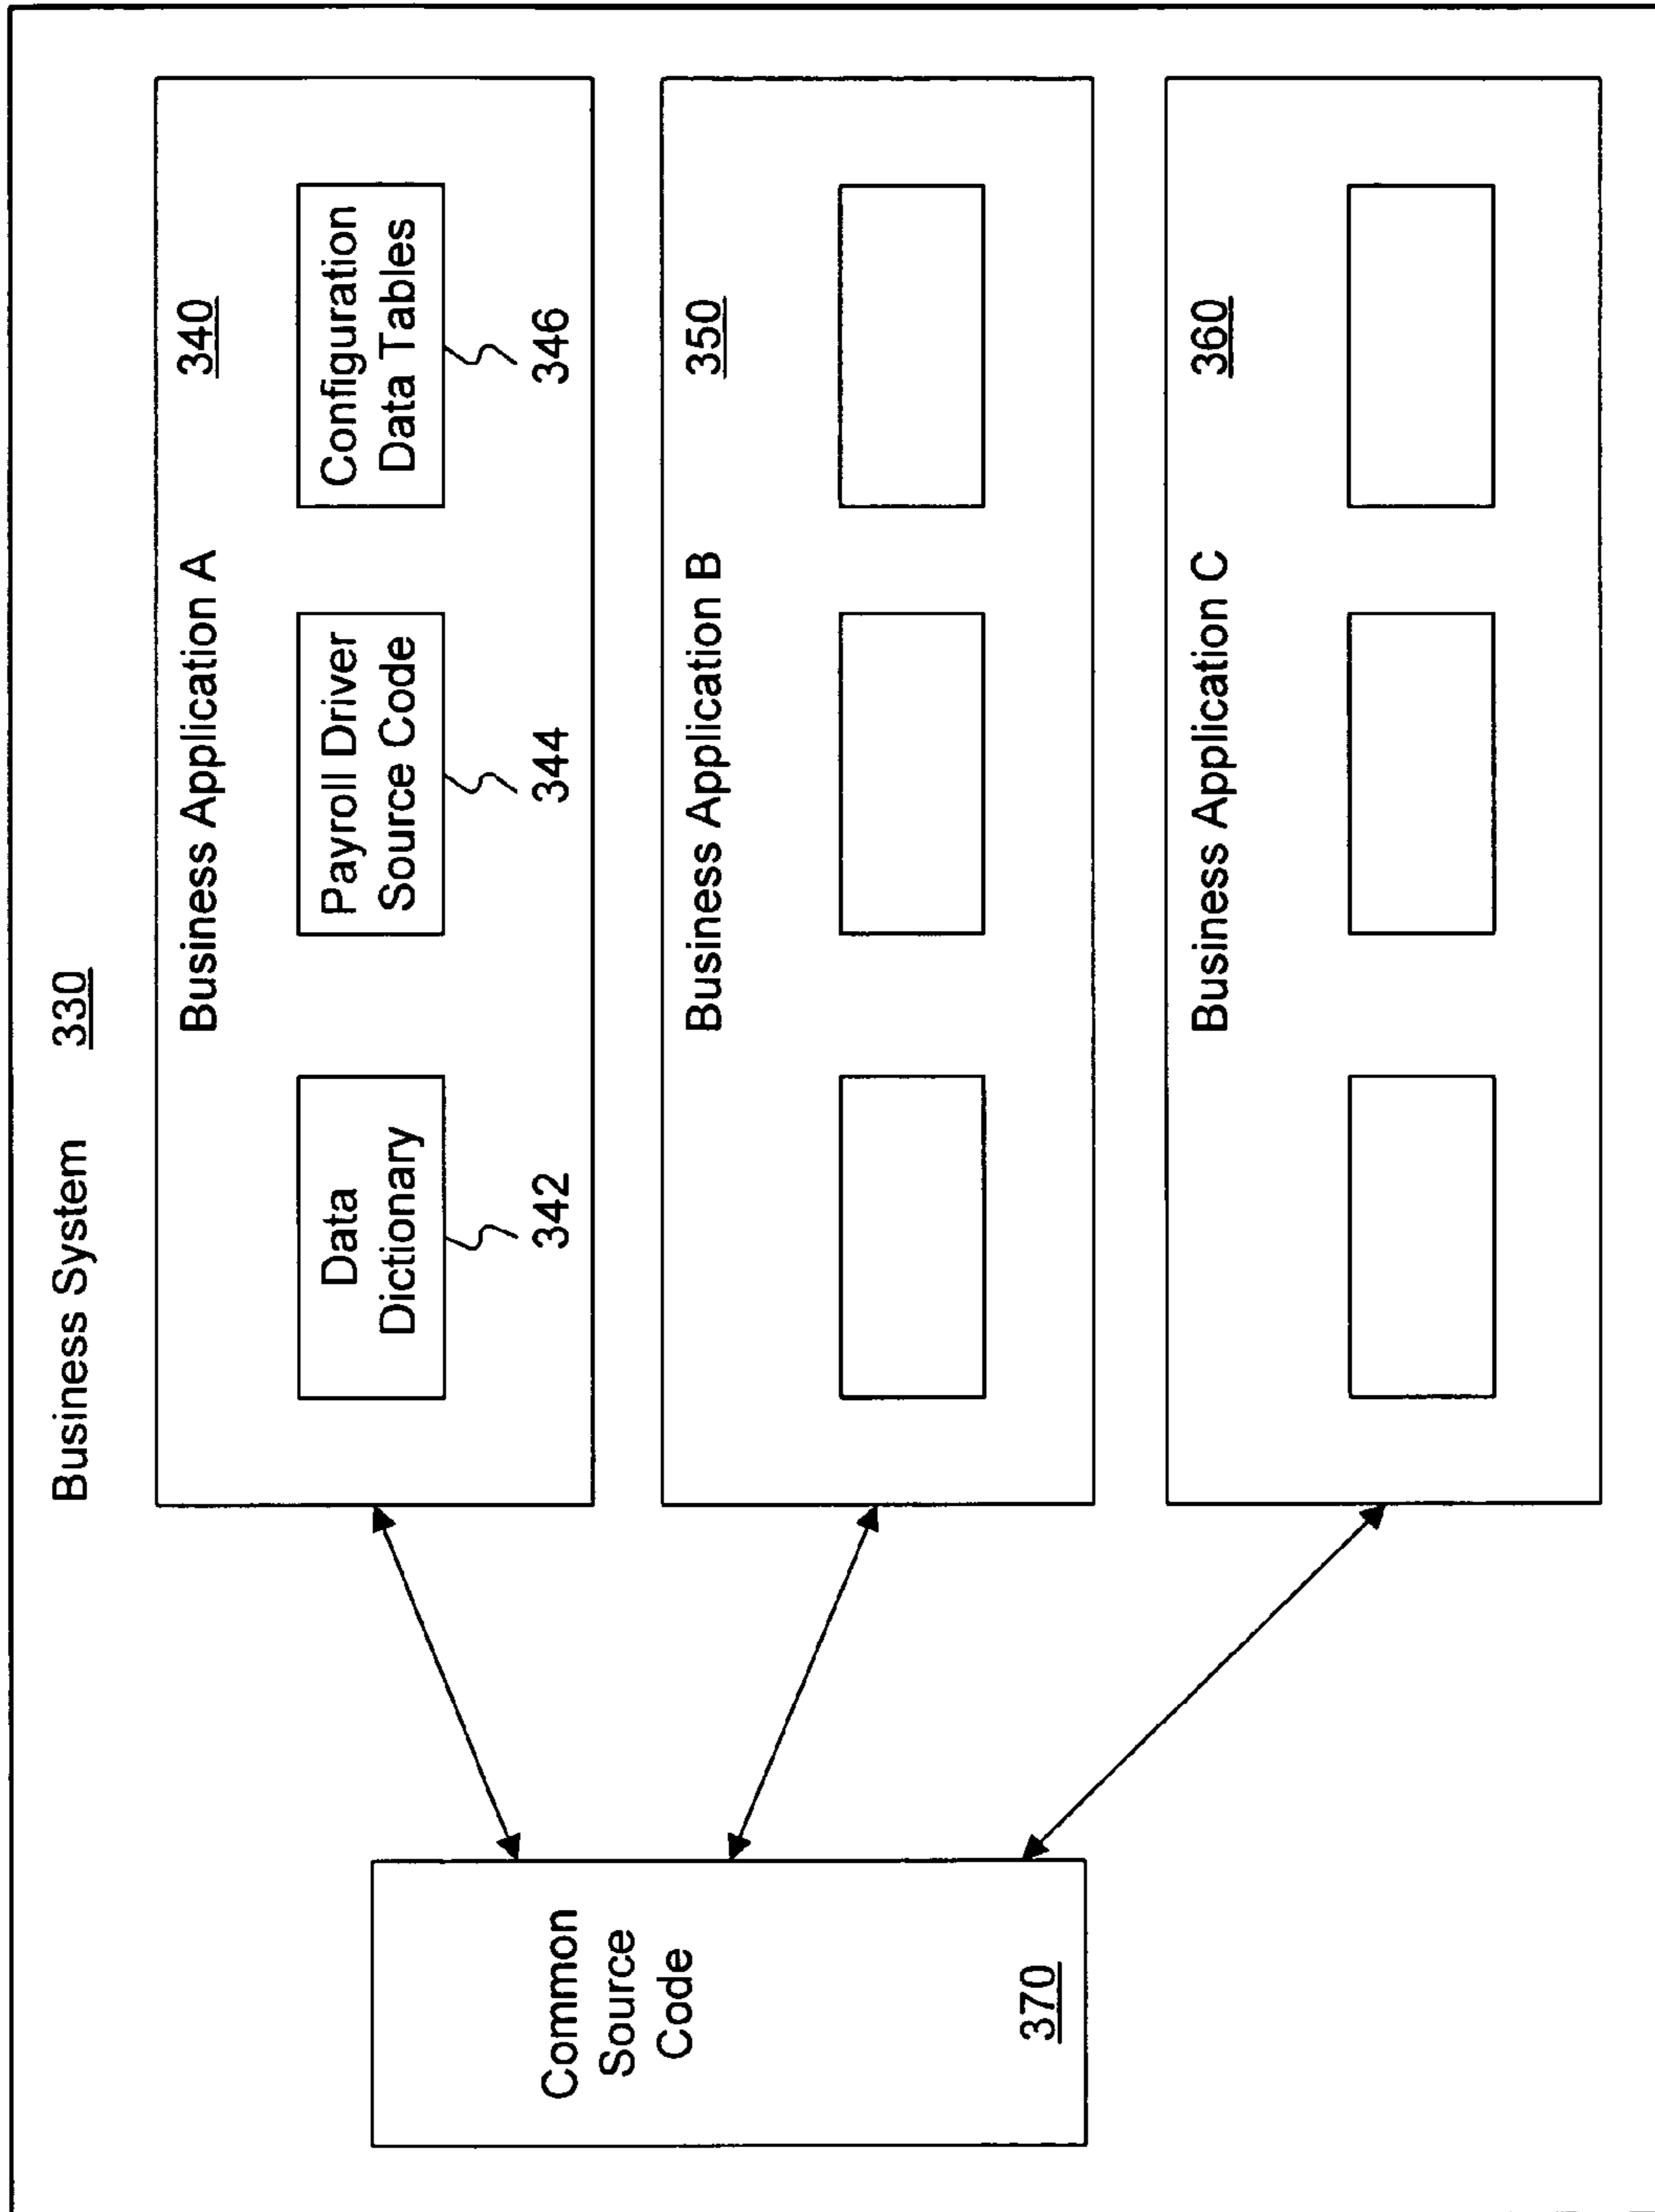 Business System 330
Business Application A 340
Data
Dictionary
342
Payroll Driver
Source Code
344
Configuration
Data Tables
346
Business Application B 350
Business Application C 360
Common
Source
Code
370